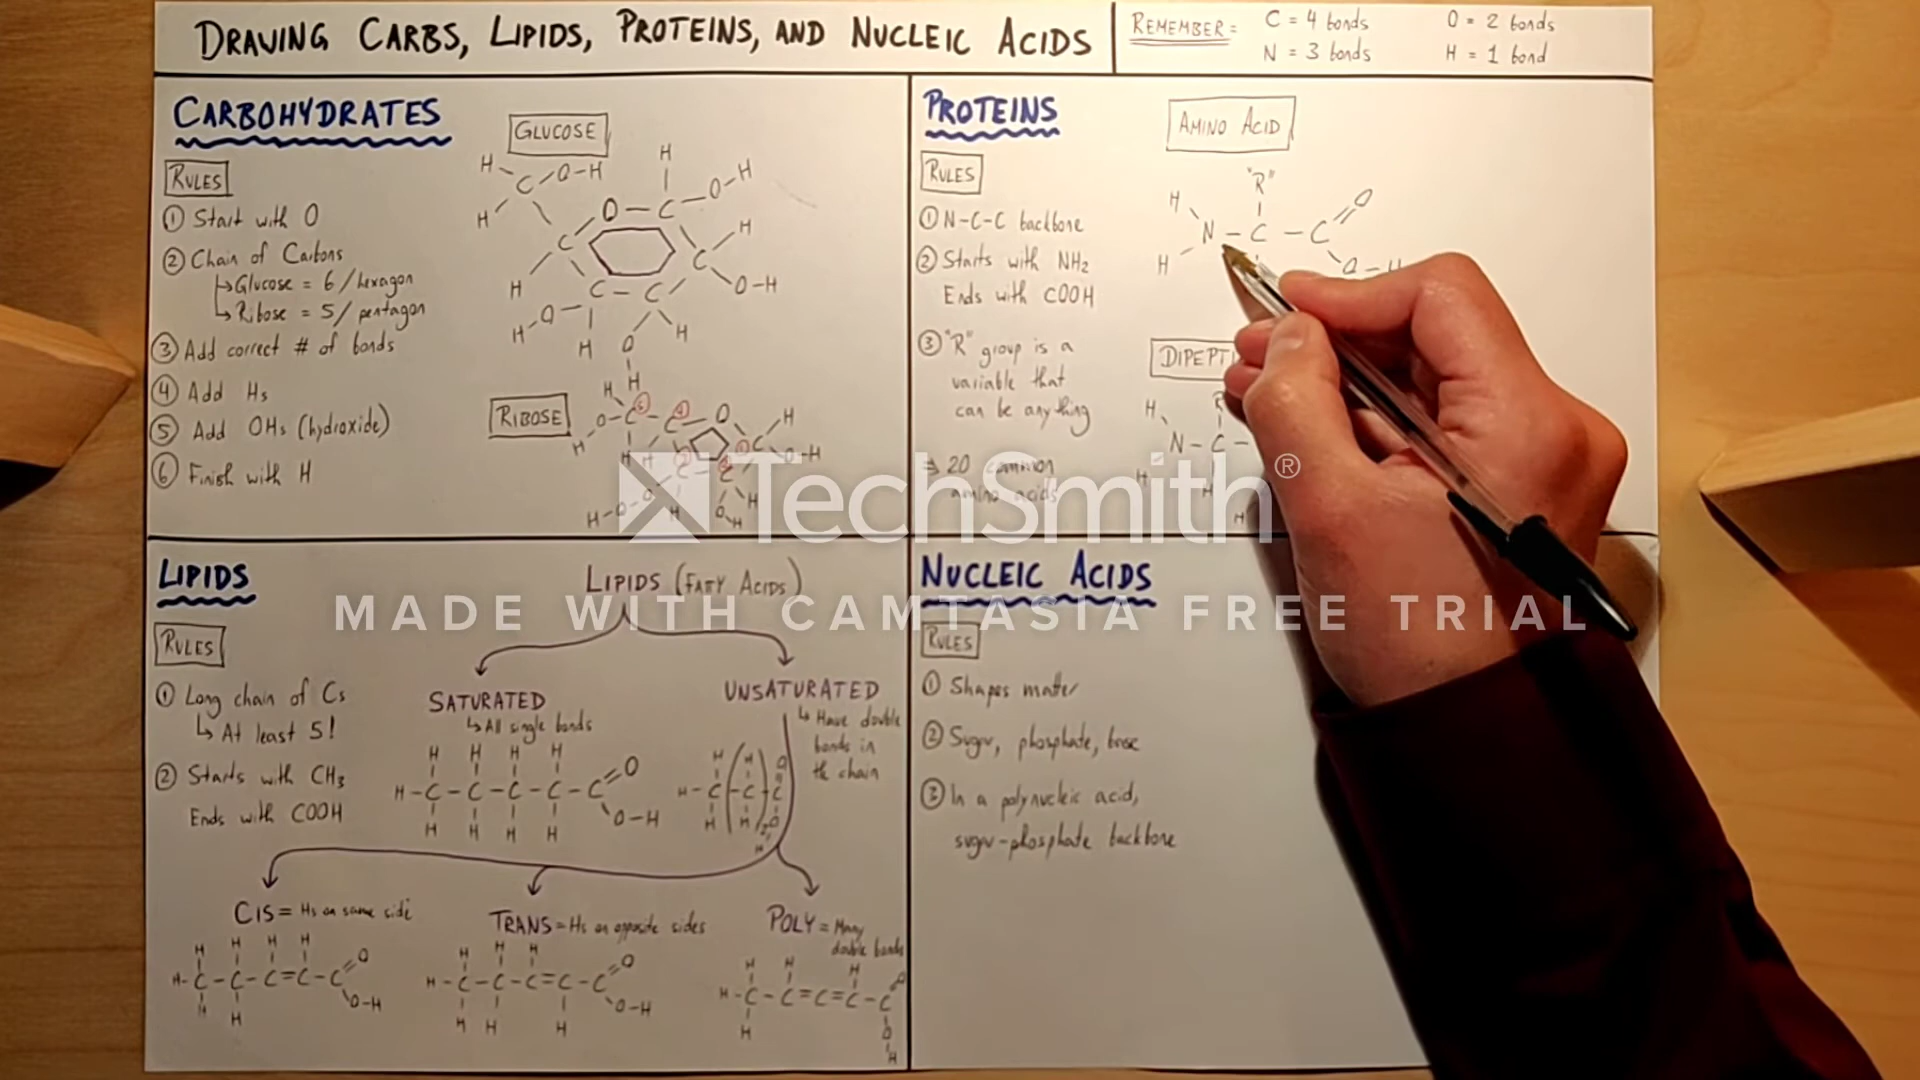 DRAWING CARBS, LIPIDS, PROTEINS, AND NUCLEIC ACIDS
REMEMBER= C = 4 bonds O = 2 bonds
N = 3 bonds H = 1 bond
CARBOHYDRATES
RULES
① Start with O
② Chain of Carbons
↳Glucose = 6/hexagon
↳Ribose = 5/pentagon
③ Add correct # of bonds
④ Add Hs
⑤ Add OHs (hydroxide)
⑥ Finish with H
GLUCOSE
RIBOSE
PROTEINS
RULES
① N-C-C backbone
② Starts with NH2
Ends with COOH
③ "R" group is a
variable that
can be anything
20 common
amino acids
AMINO ACID
"R"
H
N - C - C
H
O
O - H
DIPEPTI
LIPIDS
RULES
① Long chain of Cs
↳ At least 5!
② Starts with CH3
Ends with COOH
LIPIDS (FATTY ACIDS)
SATURATED
↳All single bonds
UNSATURATED
↳ Have double
bonds in
the chain
CIS = Hs on same side
TRANS = Hs on opposite sides
POLY = Many
double bonds
NUCLEIC ACIDS
RULES
① Shapes matter
② Sugar, phosphate, base
③ In a polynucleic acid,
sugar-phosphate backbone
TechSmith®
MADE WITH CAMTASIA FREE TRIAL